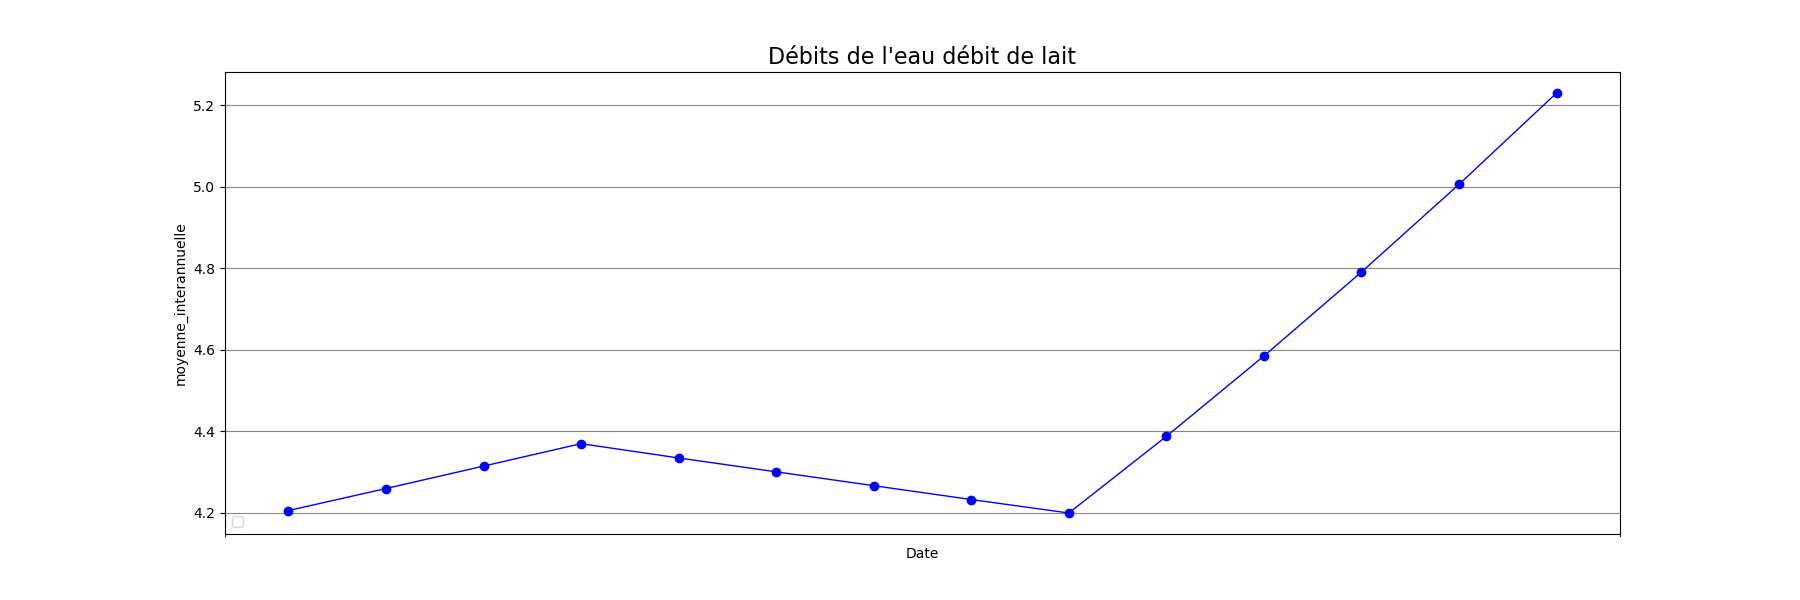 Débits de l'eau débit de lait
5.2
5.0
4.8
4.6
4.4
4.2
moyenne_interannuelle
Date